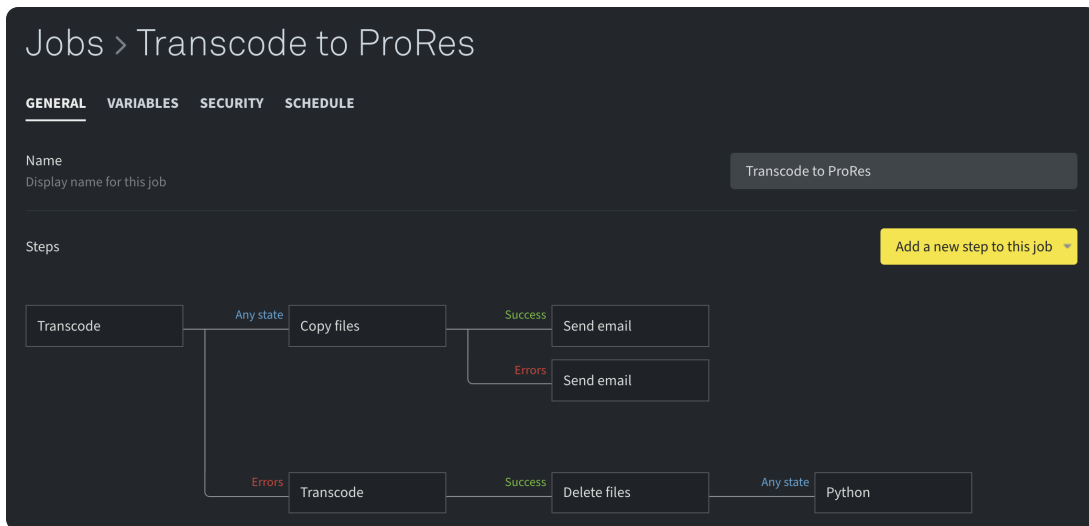 Jobs > Transcode to ProRes
GENERAL VARIABLES SECURITY SCHEDULE
Name
Display name for this job
Transcode to ProRes
Steps
Add a new step to this job
Transcode
Any state
Copy files
Success
Send email
Errors
Send email
Errors
Transcode
Success
Delete files
Any state
Python